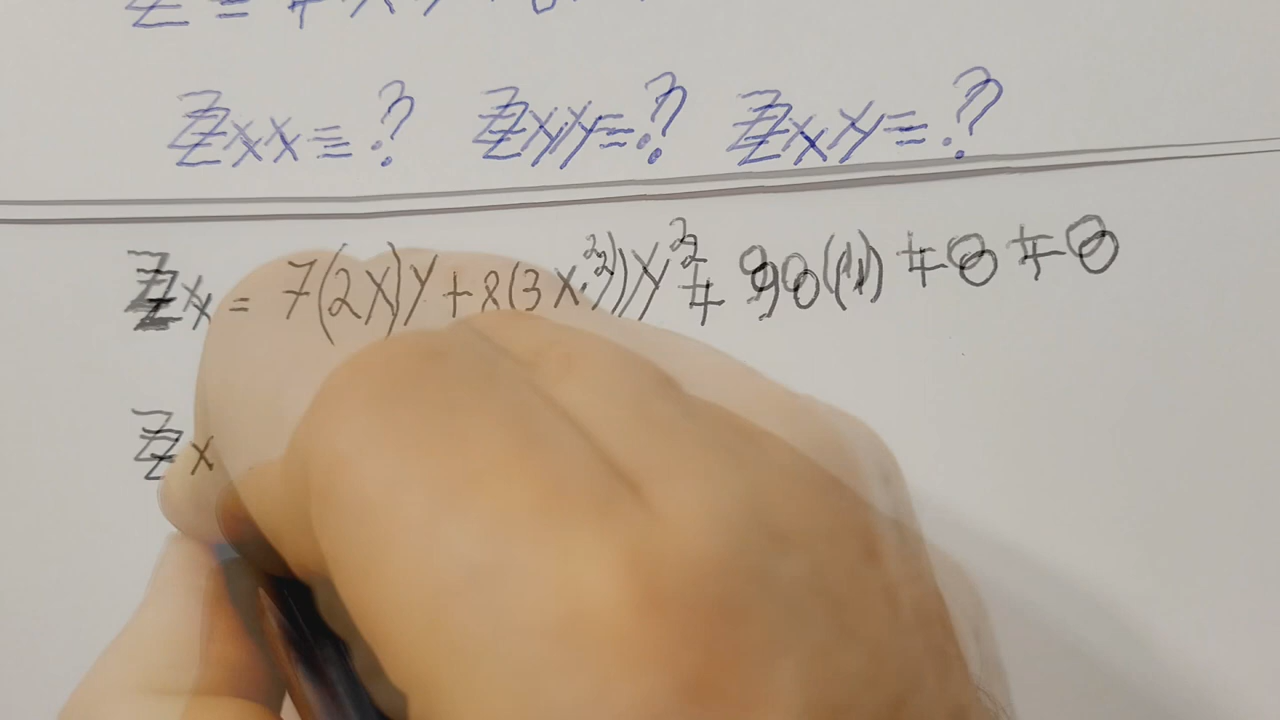 Zxx = ? Zyy = ? Zxy = ?
Zx = 7(2x)y + 8(3x²)y² + 90(1) + 0 + 0
Zx